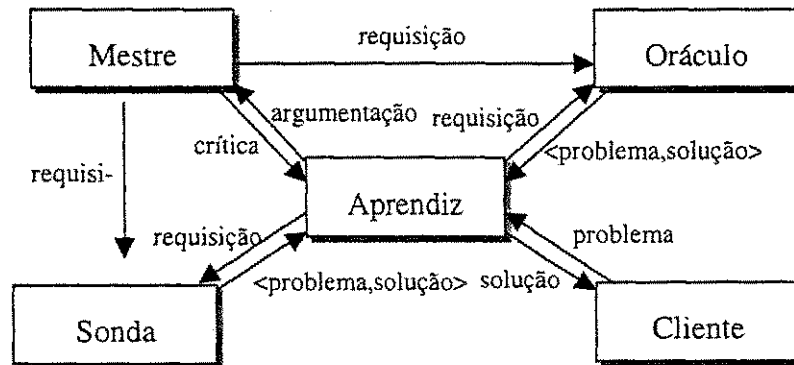 requisição
Mestre
Oráculo
argumentação
requisição
crítica
<problema,solução>
requisi-
Aprendiz
requisição
problema
<problema,solução>
solução
Sonda
Cliente